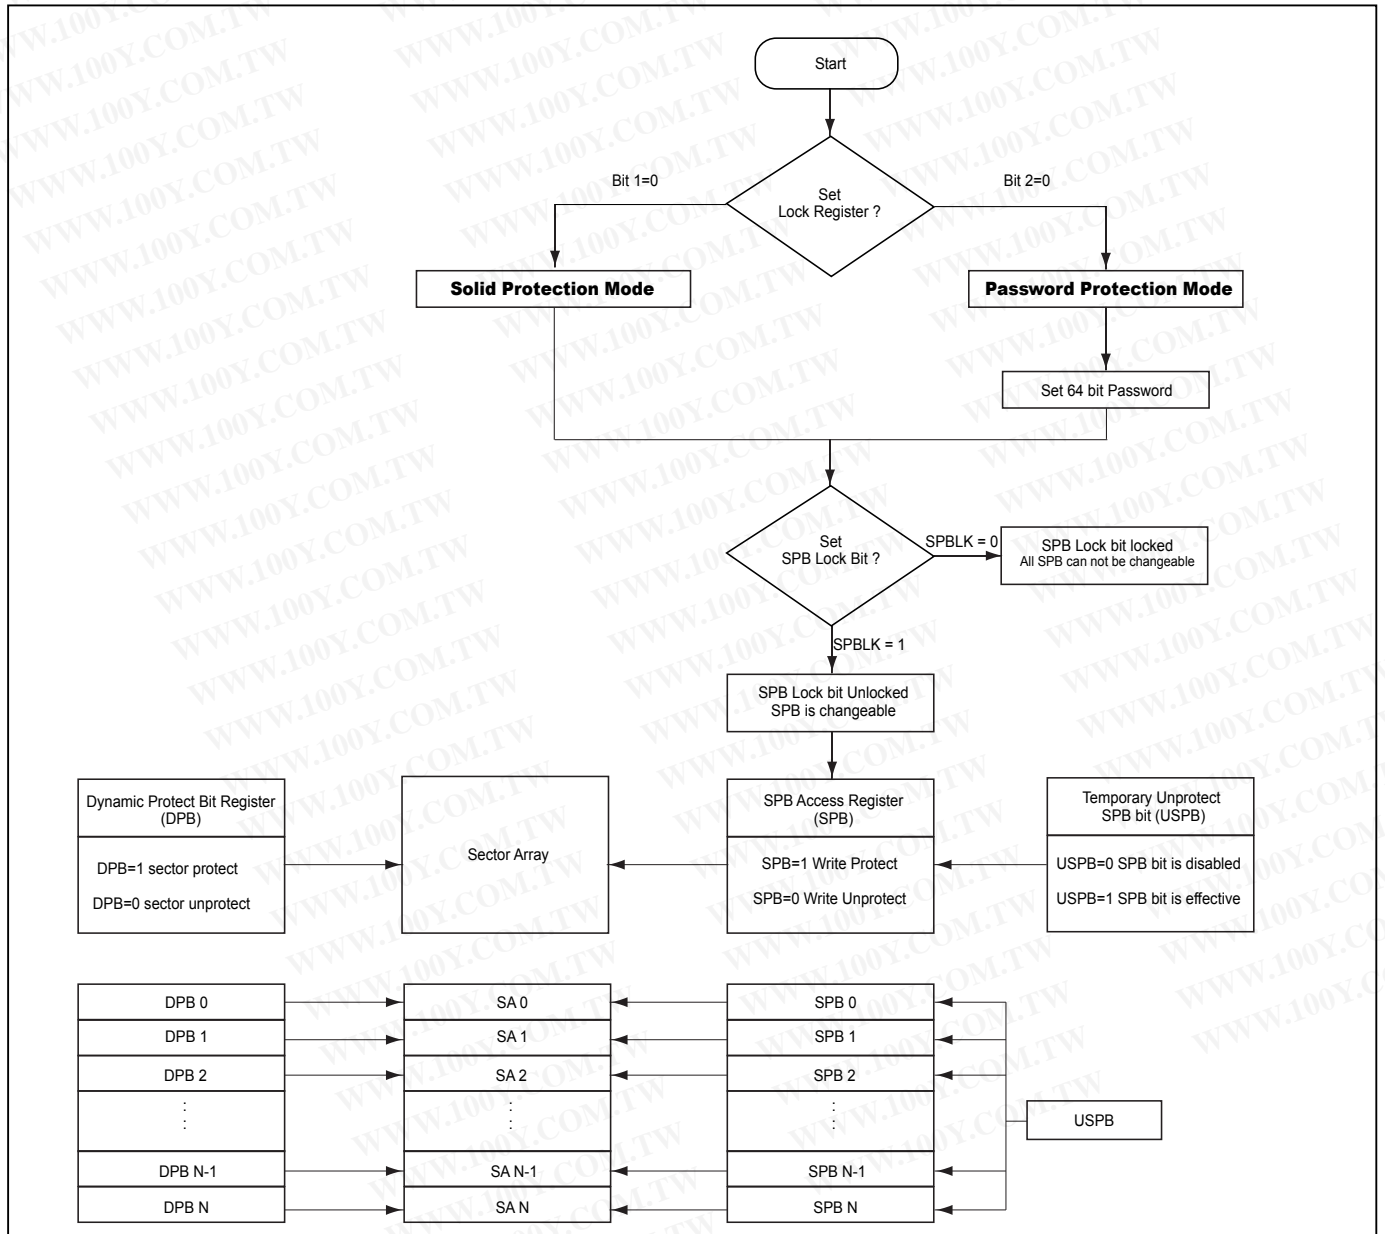 Start
Bit 1=0
Bit 2=0
Set
Lock Register ?
Solid Protection Mode
Password Protection Mode
Set 64 bit Password
Set
SPB Lock Bit ?
SPBLK = 0
SPB Lock bit locked
All SPB can not be changeable
SPBLK = 1
SPB Lock bit Unlocked
SPB is changeable
Dynamic Protect Bit Register
(DPB)
DPB=1 sector protect
DPB=0 sector unprotect
Sector Array
SPB Access Register
(SPB)
SPB=1 Write Protect
SPB=0 Write Unprotect
Temporary Unprotect
SPB bit (USPB)
USPB=0 SPB bit is disabled
USPB=1 SPB bit is effective
DPB 0
SA 0
SPB 0
DPB 1
SA 1
SPB 1
DPB 2
SA 2
SPB 2
USPB
DPB N-1
SA N-1
SPB N-1
DPB N
SA N
SPB N
WWW.100Y.COM.TW